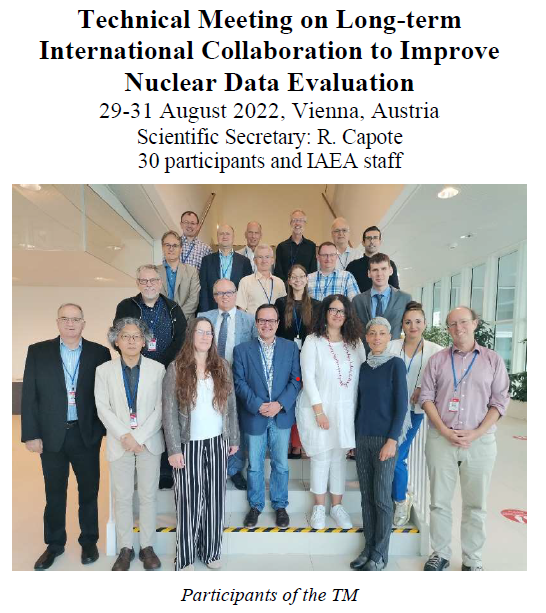 Technical Meeting on Long-term
International Collaboration to Improve
Nuclear Data Evaluation
29-31 August 2022, Vienna, Austria
Scientific Secretary: R. Capote
30 participants and IAEA staff
Participants of the TM